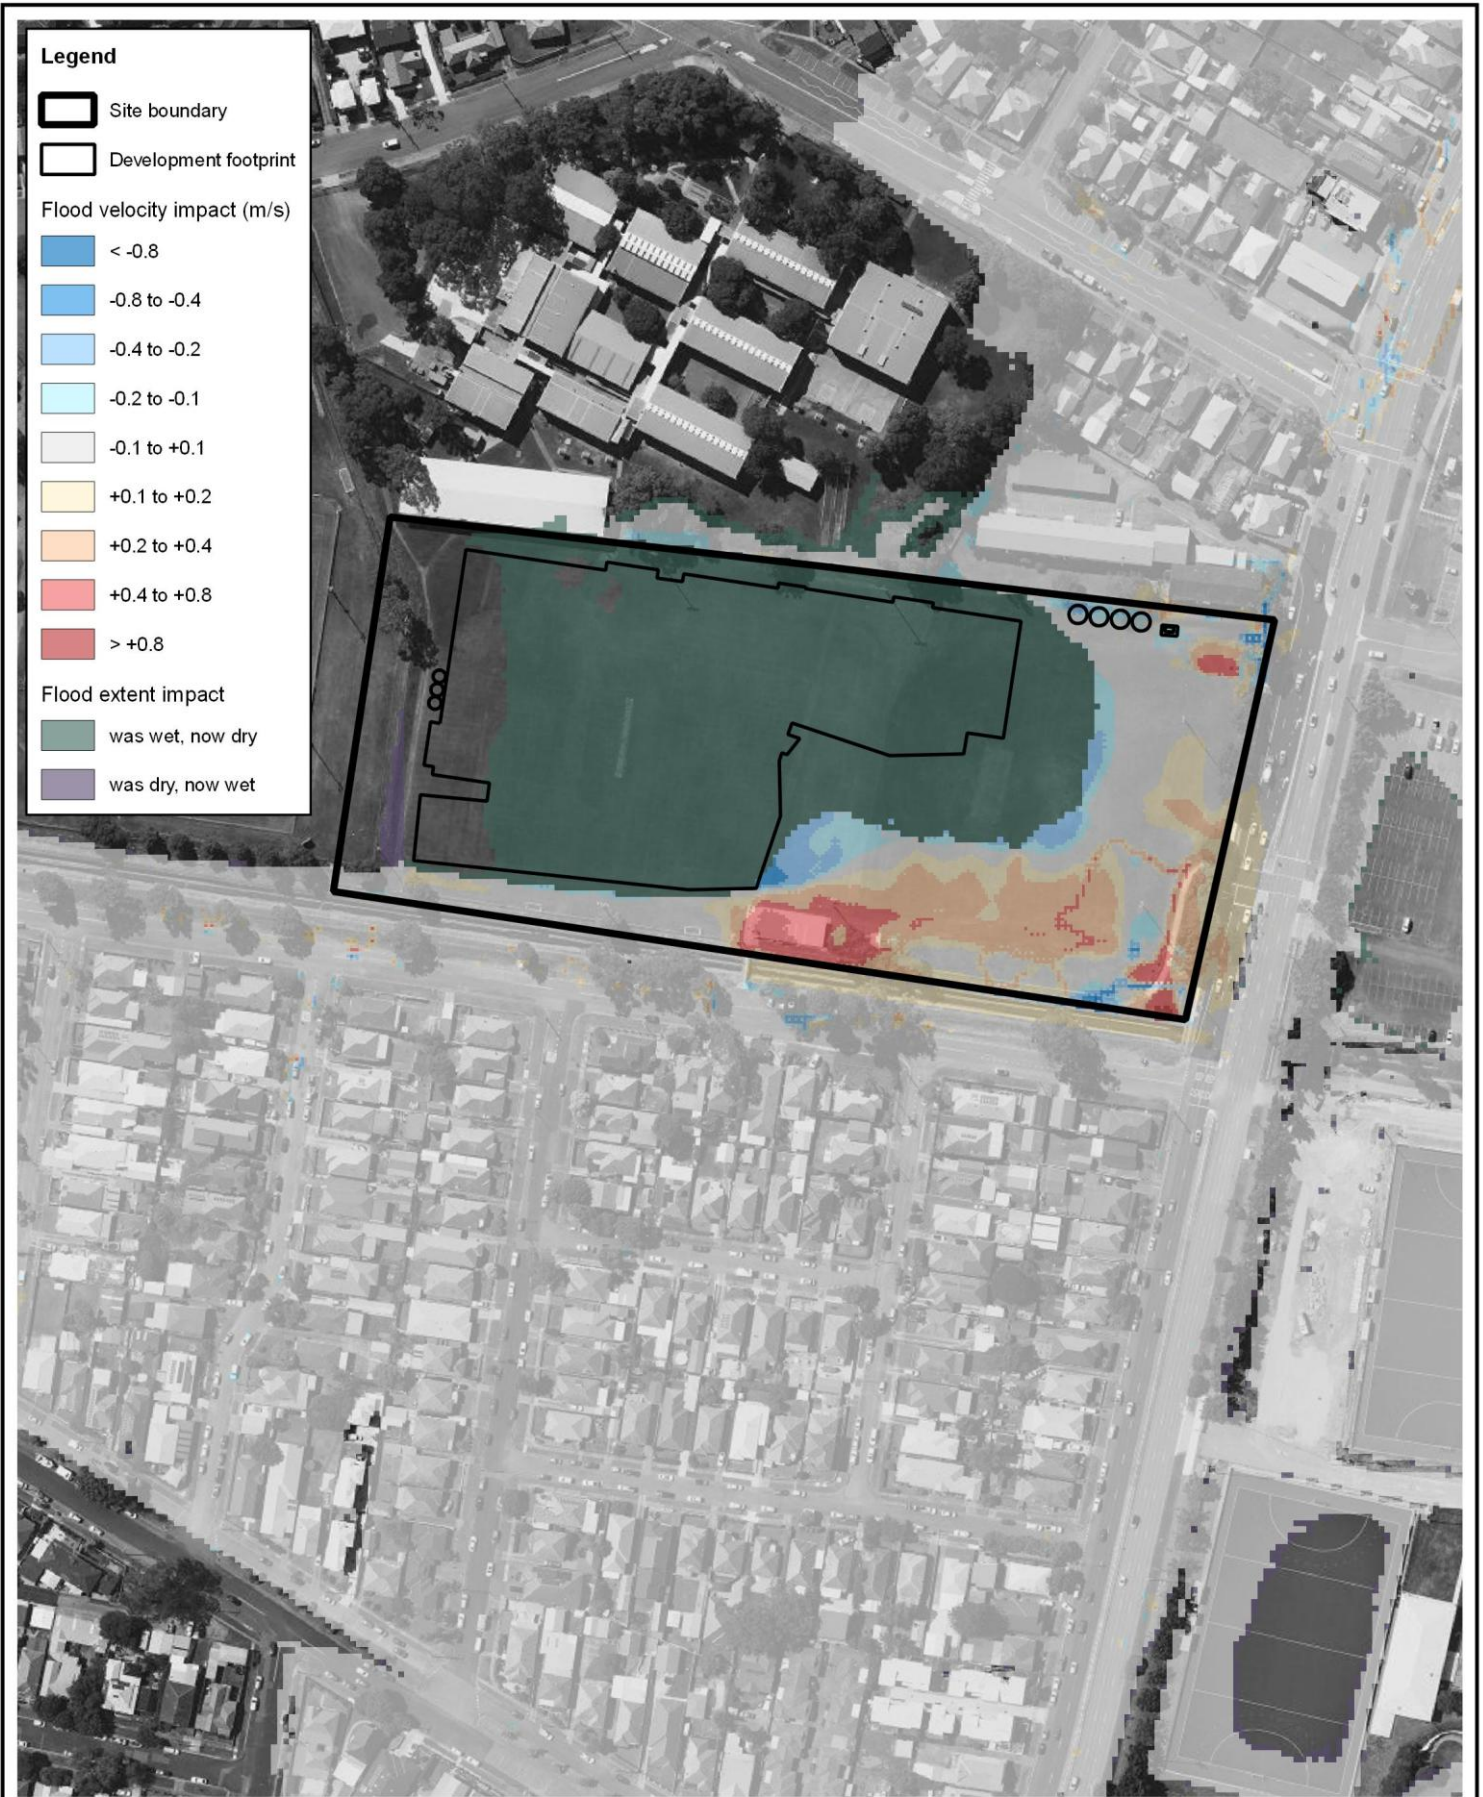 Legend
Site boundary
Development footprint
Flood velocity impact (m/s)
< -0.8
-0.8 to -0.4
-0.4 to -0.2
-0.2 to -0.1
-0.1 to +0.1
+0.1 to +0.2
+0.2 to +0.4
+0.4 to +0.8
> +0.8
Flood extent impact
was wet, now dry
was dry, now wet